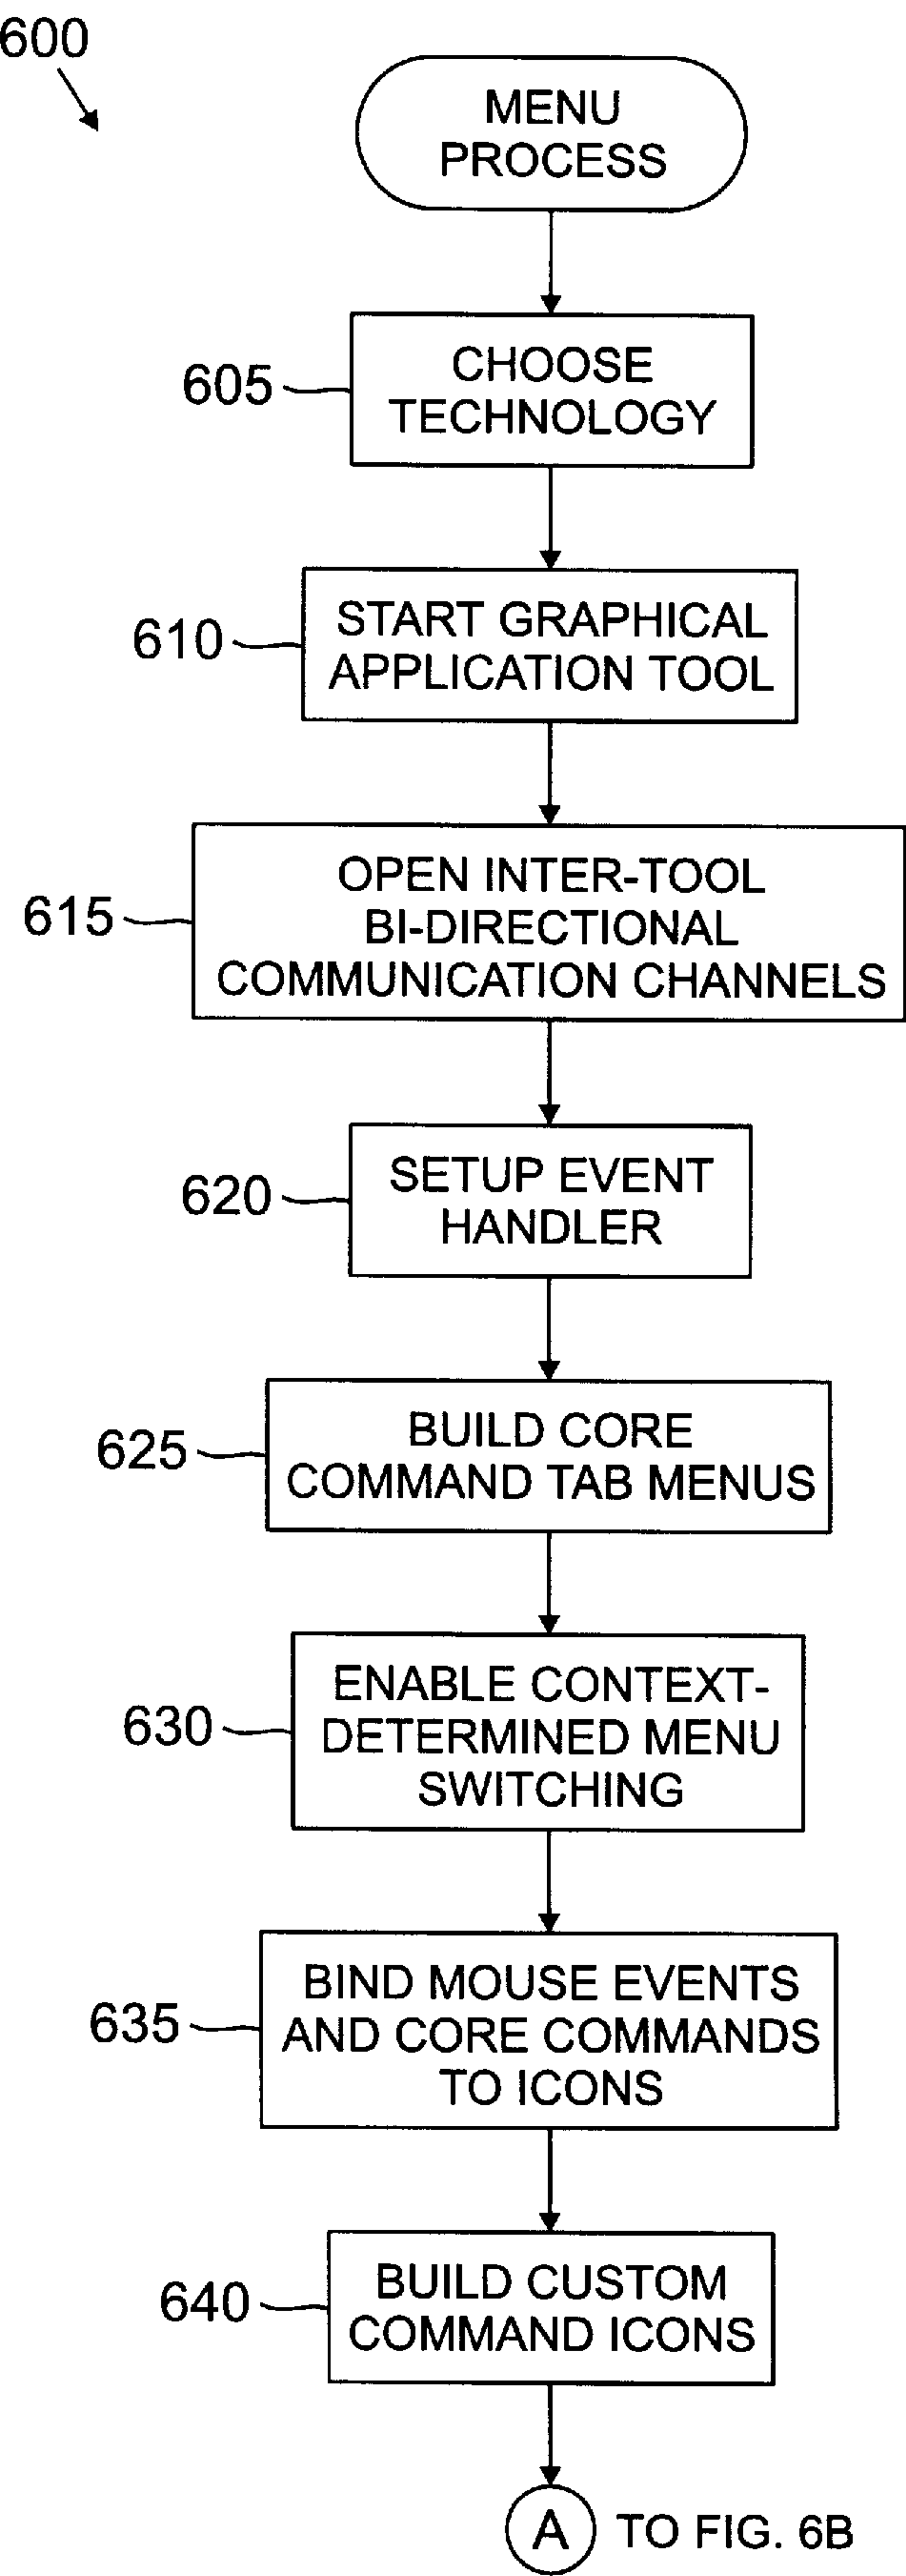 600
MENU
PROCESS
605
CHOOSE
TECHNOLOGY
610
START GRAPHICAL
APPLICATION TOOL
615
OPEN INTER-TOOL
BI-DIRECTIONAL
COMMUNICATION CHANNELS
620
SETUP EVENT
HANDLER
625
BUILD CORE
COMMAND TAB MENUS
630
ENABLE CONTEXT-
DETERMINED MENU
SWITCHING
635
BIND MOUSE EVENTS
AND CORE COMMANDS
TO ICONS
640
BUILD CUSTOM
COMMAND ICONS
A TO FIG. 6B